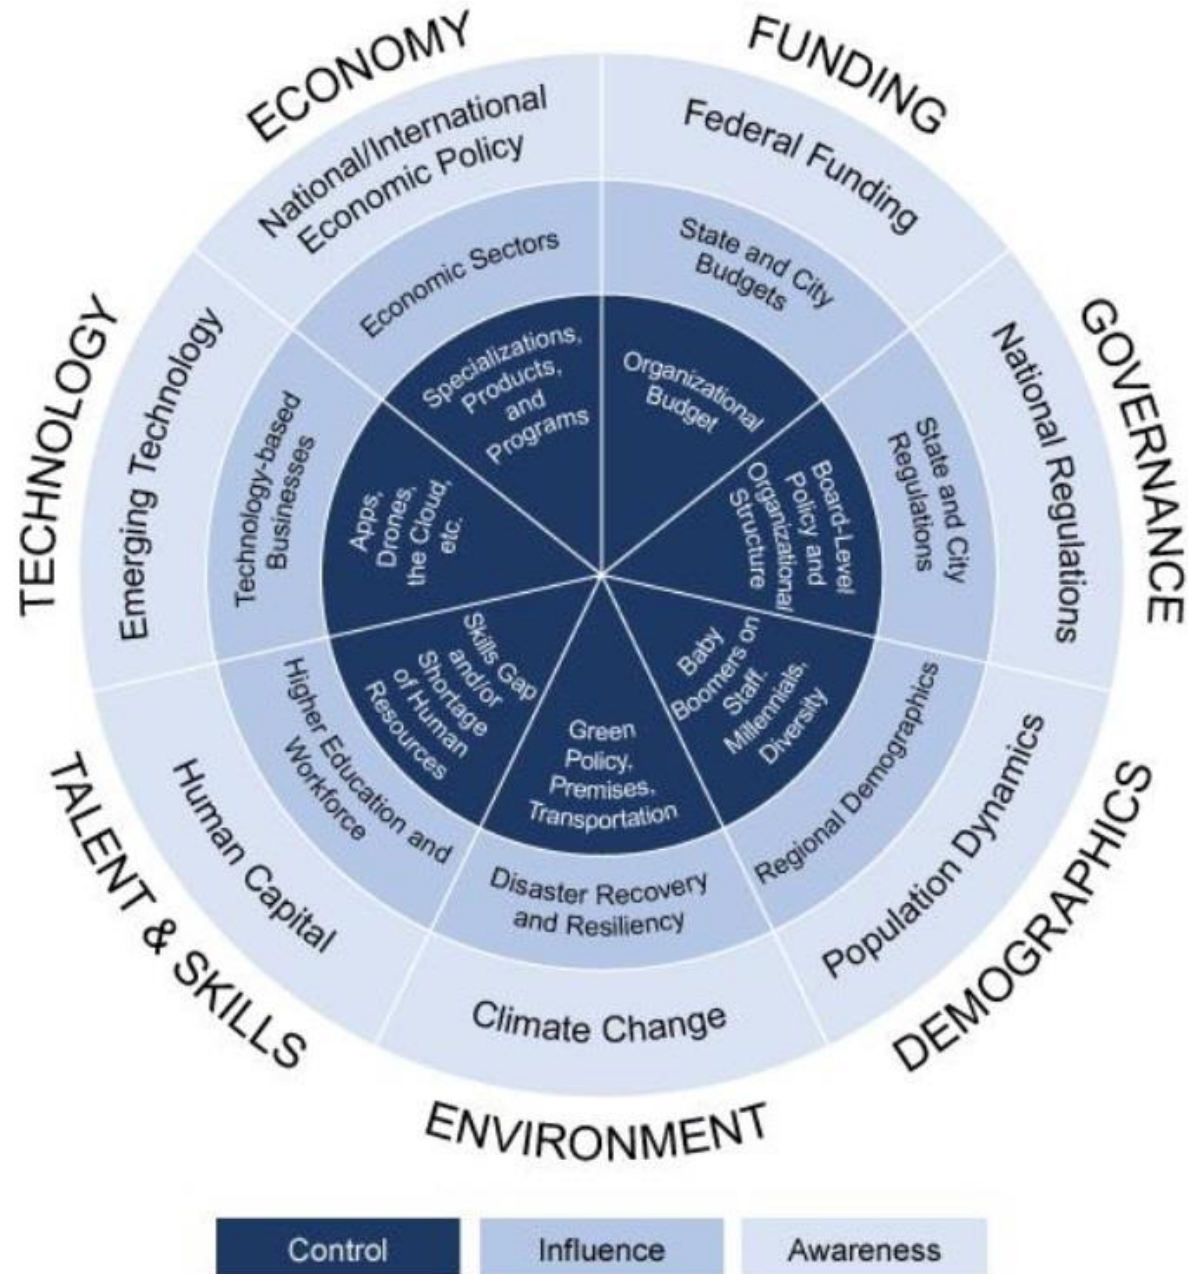 ECONOMY
National/International
Economic Policy
Economic Sectors
Specializations,
Products,
and
Programs
FUNDING
Federal Funding
State and City
Budgets
Organizational
Budget
GOVERNANCE
National Regulations
State and City
Regulations
Board-Level
Policy and
Organizational
Structure
DEMOGRAPHICS
Population Dynamics
Regional Demographics
Baby
Boomers on
Staff.
Millennials,
Diversity
ENVIRONMENT
Climate Change
Disaster Recovery
and Resiliency
Green
Policy,
Premises,
Transportation
TALENT & SKILLS
Human Capital
Higher Education and
Workforce
Skills Gap
and/or
Shortage
of Human
Resources
TECHNOLOGY
Emerging Technology
Technology-based
Businesses
Apps,
Drones,
the Cloud,
etc.
Control
Influence
Awareness